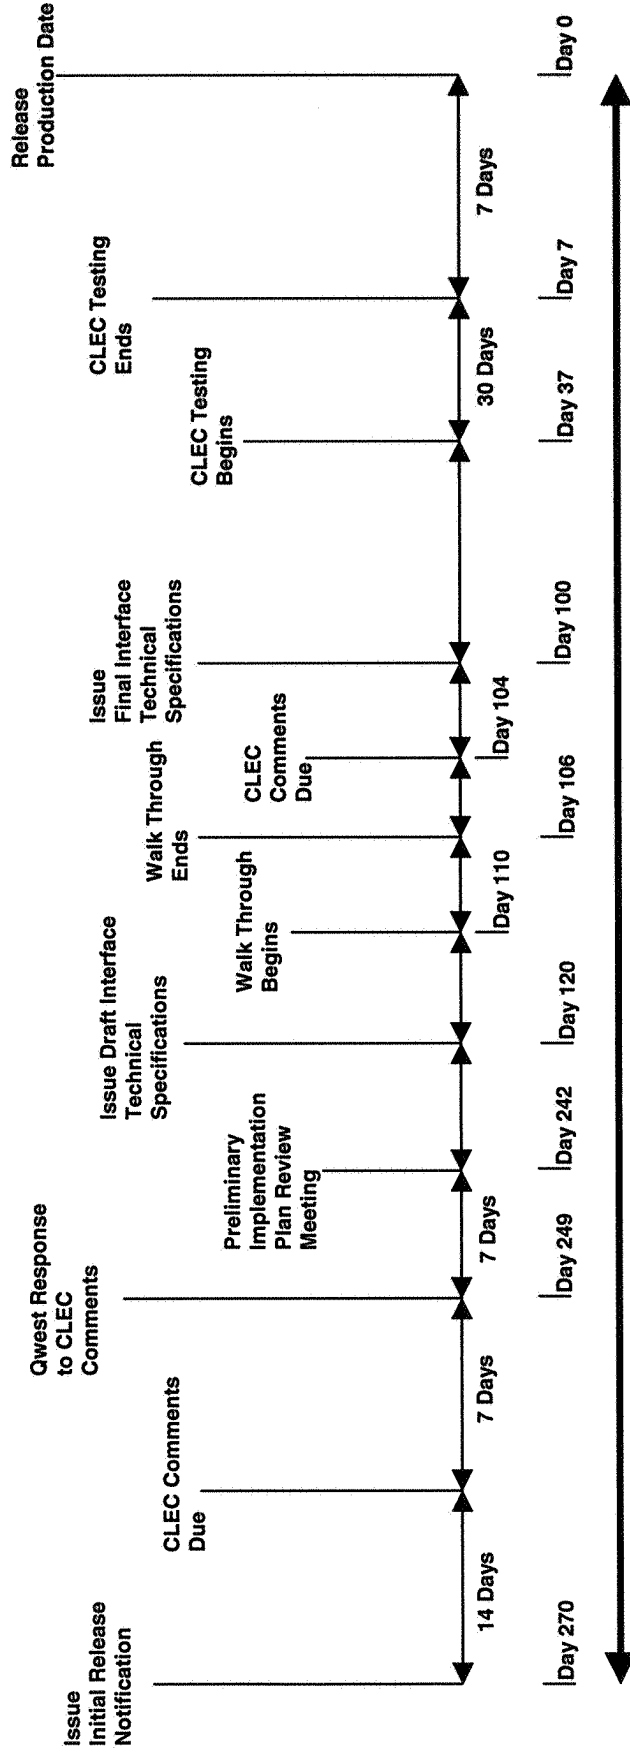 Issue
Initial Release
Notification
CLEC Comments
Due
Qwest Response
to CLEC
Comments
Preliminary
Implementation
Plan Review
Meeting
Issue Draft Interface
Technical
Specifications
Walk Through
Begins
Walk Through
Ends
CLEC
Comments
Due
Issue
Final Interface
Technical
Specifications
CLEC Testing
Begins
CLEC Testing
Ends
Release
Production Date
14 Days
7 Days
7 Days
30 Days
7 Days
Day 270
Day 249
Day 242
Day 120
Day 110
Day 106
Day 104
Day 100
Day 37
Day 7
Day 0